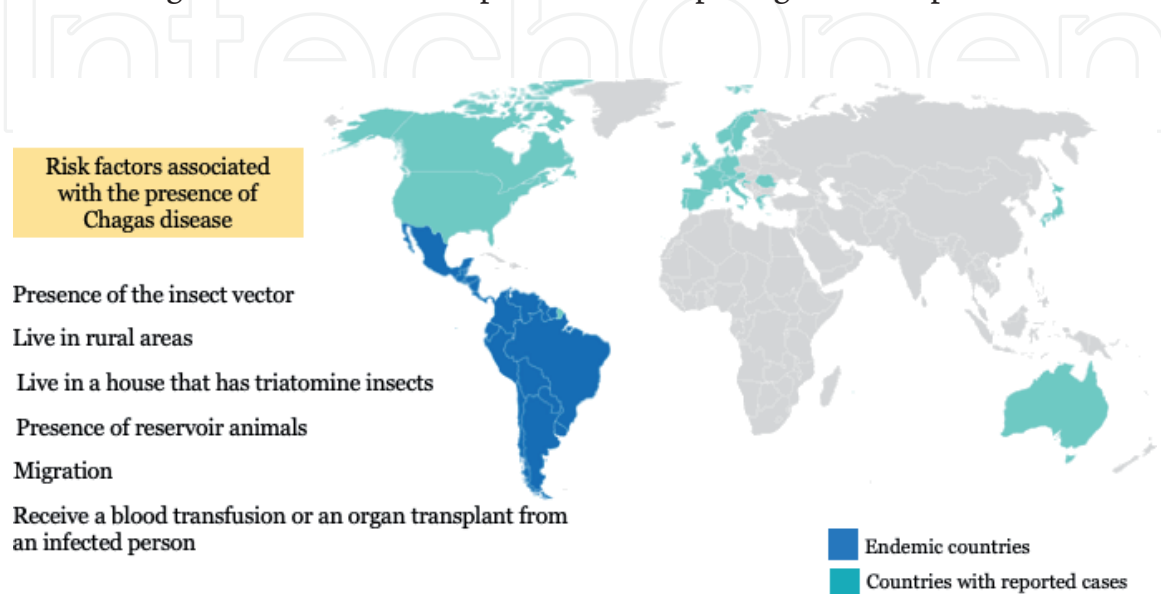 IntechOpen
Risk factors associated
with the presence of
Chagas disease
Presence of the insect vector
Live in rural areas
Live in a house that has triatomine insects
Presence of reservoir animals
Migration
Receive a blood transfusion or an organ transplant from
an infected person
Endemic countries
Countries with reported cases